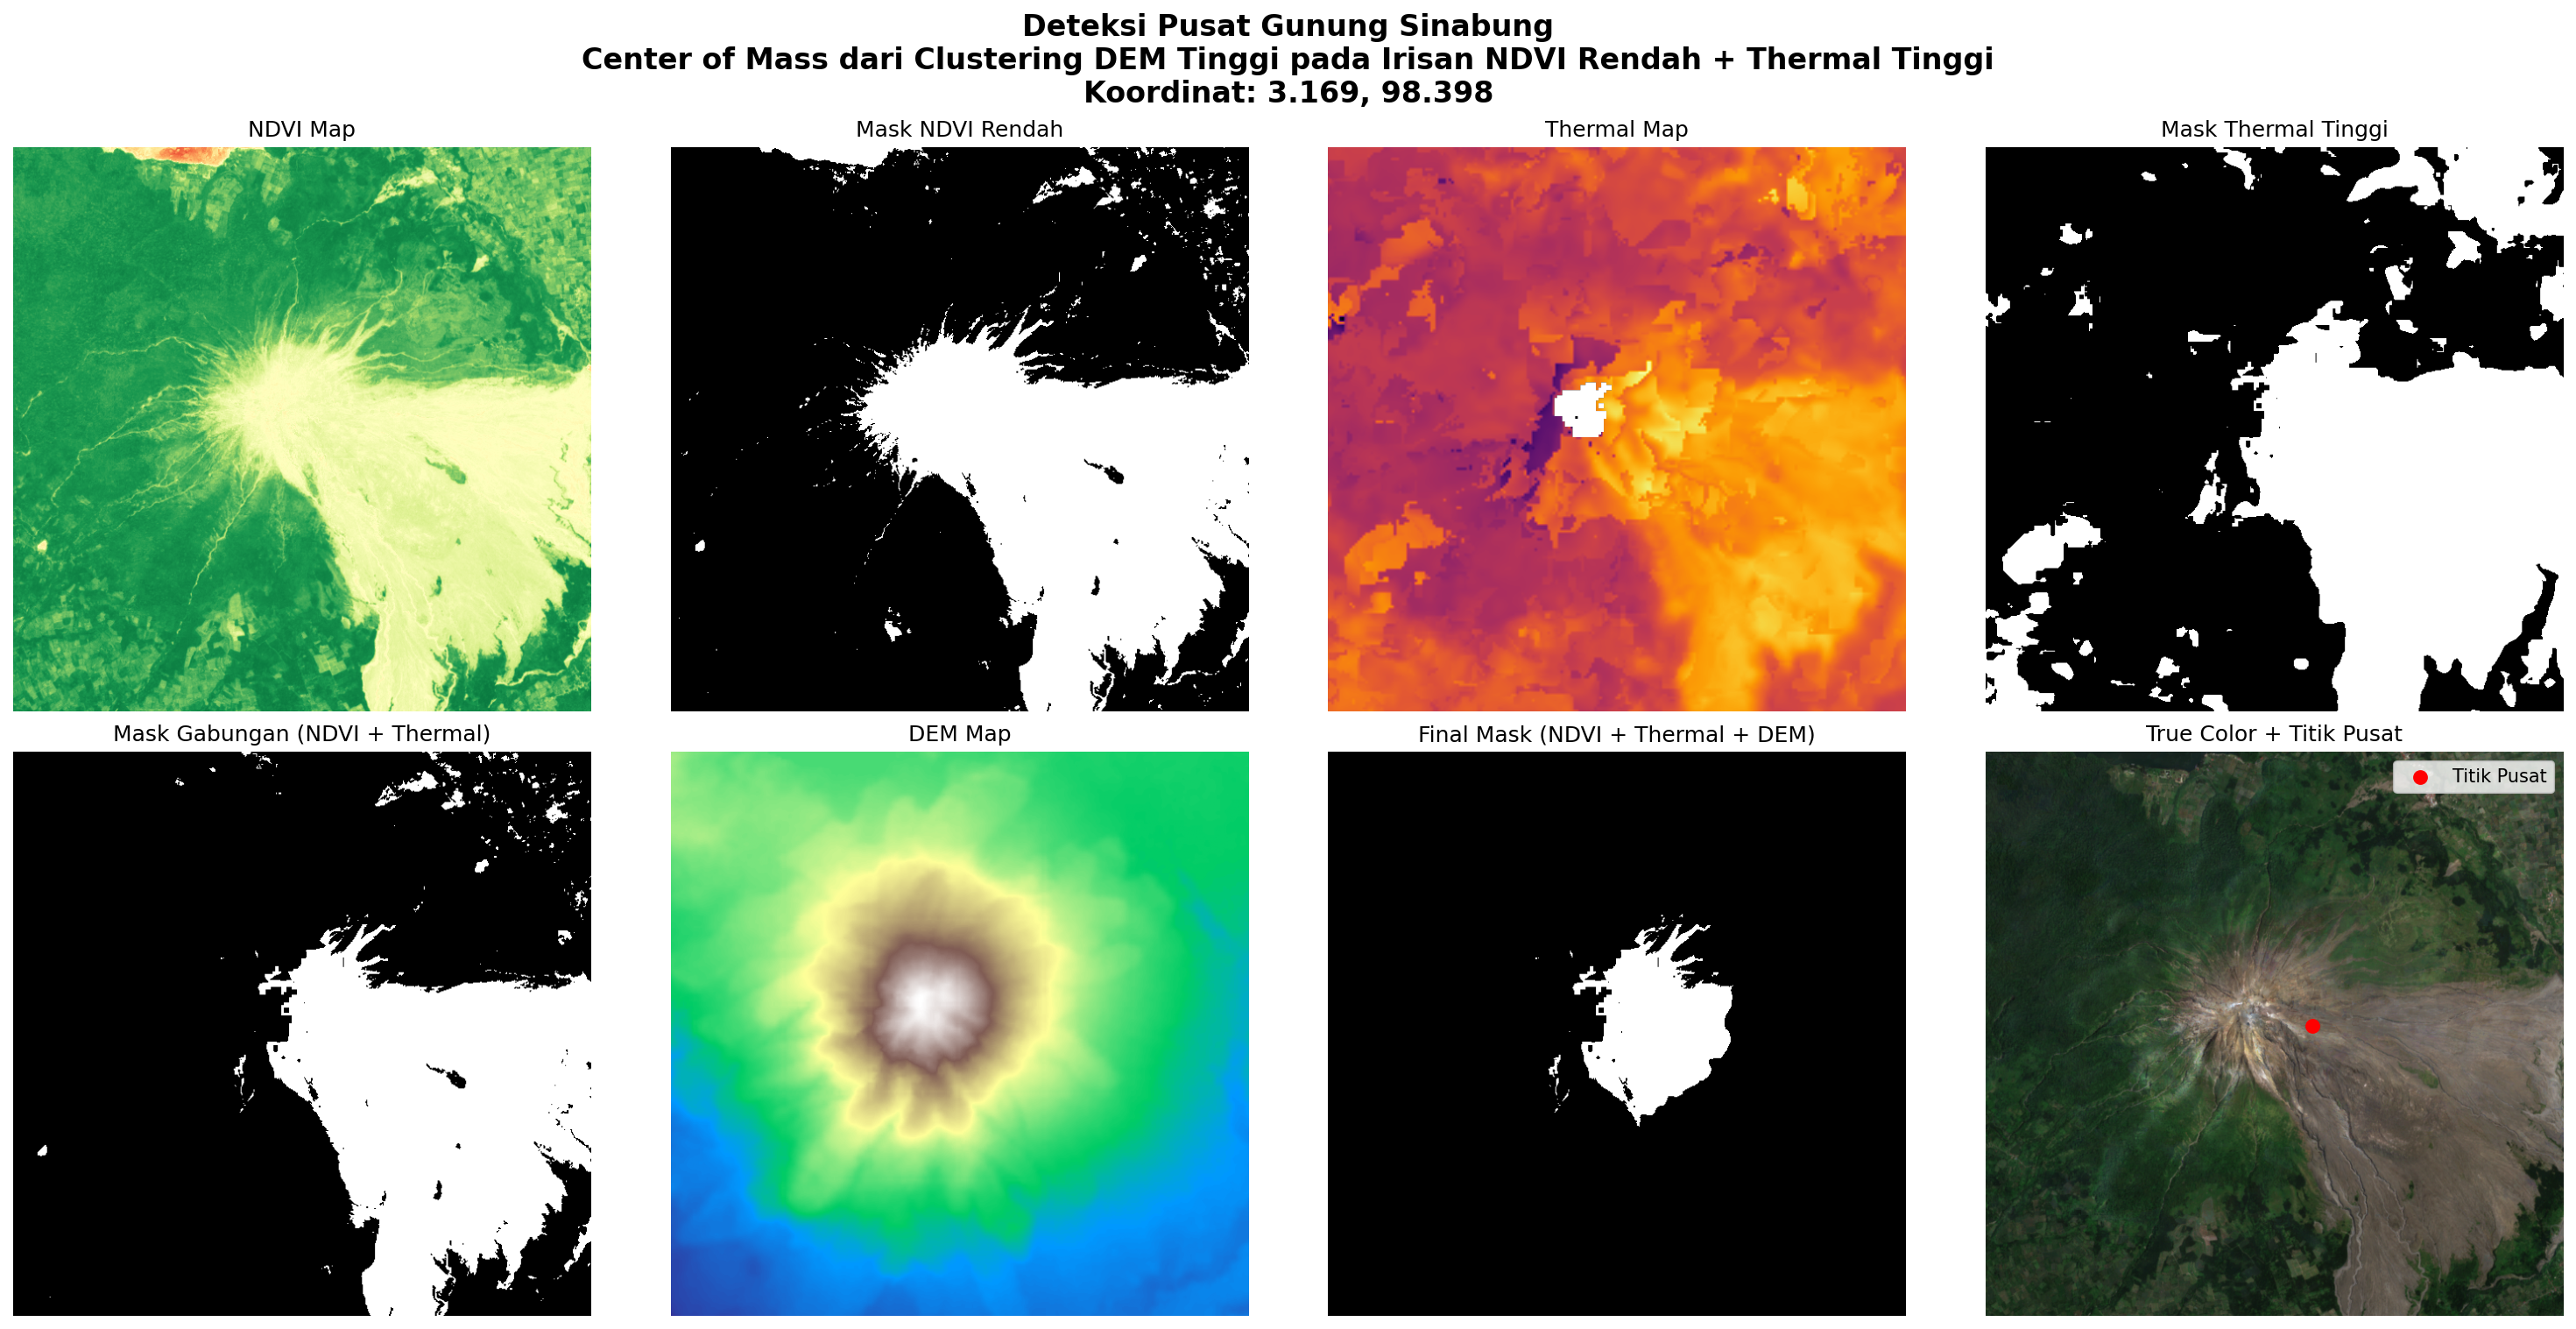 Deteksi Pusat Gunung Sinabung
Center of Mass dari Clustering DEM Tinggi pada Irisan NDVI Rendah + Thermal Tinggi
Koordinat: 3.169, 98.398
NDVI Map
Mask NDVI Rendah
Thermal Map
Mask Thermal Tinggi
Mask Gabungan (NDVI + Thermal)
DEM Map
Final Mask (NDVI + Thermal + DEM)
True Color + Titik Pusat
Titik Pusat